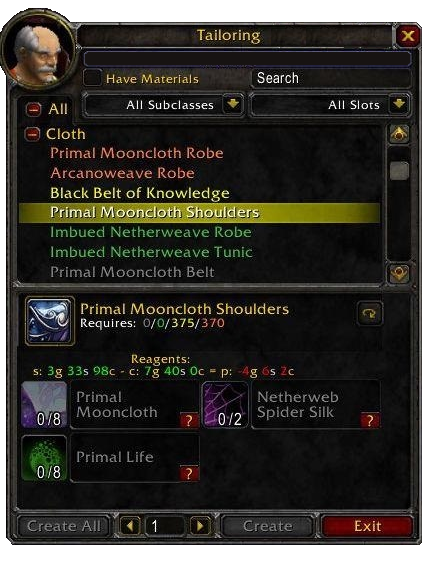 Tailoring
Have Materials
Search
All
All Subclasses
All Slots
Cloth
Primal Mooncloth Robe
Arcanoweave Robe
Black Belt of Knowledge
Primal Mooncloth Shoulders
Imbued Netherweave Robe
Imbued Netherweave Tunic
Primal Mooncloth Belt
Primal Mooncloth Shoulders
Requires: 0/0/375/370
Reagents:
s: 3g 33s 98c - c: 7g 40s 0c = p: -4g 6s 2c
0/8
Primal
Mooncloth
?
0/2
Netherweb
Spider Silk
?
0/8
Primal Life
?
Create All
1
Create
Exit